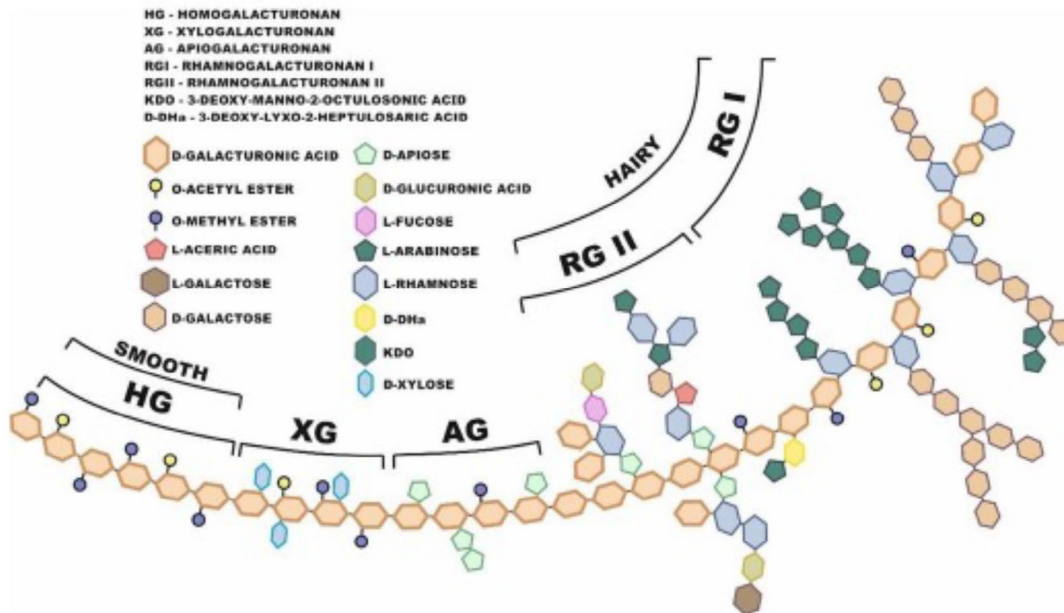 HG - HOMOGALACTURONAN
XG - XYLOGALACTURONAN
AG - APIOGALACTURONAN
RGI - RHAMNOGALACTURONAN I
RGII - RHAMNOGALACTURONAN II
KDO - 3-DEOXY-MANNO-2-OCTULOSONIC ACID
D-DHa - 3-DEOXY-LYXO-2-HEPTULOSARIC ACID
D-GALACTURONIC ACID
O-ACETYL ESTER
O-METHYL ESTER
L-ACERIC ACID
L-GALACTOSE
D-GALACTOSE
D-APIOSE
D-GLUCURONIC ACID
L-FUCOSE
L-ARABINOSE
L-RHAMNOSE
D-DHa
KDO
D-XYLOSE
HAIRY
RG I
RG II
SMOOTH
HG
XG
AG